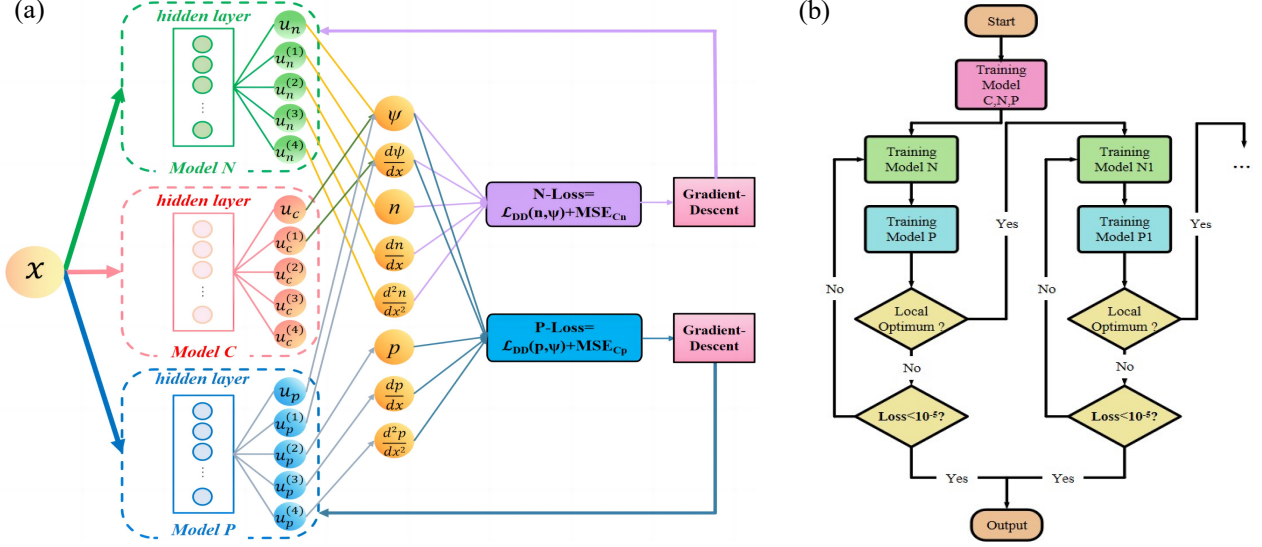 (a)
hidden layer
⋮
Model N
u_n
u_n^(1)
u_n^(2)
u_n^(3)
u_n^(4)
x
hidden layer
⋮
Model C
u_c
u_c^(1)
u_c^(2)
u_c^(3)
u_c^(4)
hidden layer
⋮
Model P
u_p
u_p^(1)
u_p^(2)
u_p^(3)
u_p^(4)
ψ
dψ/dx
n
dn/dx
d²n/dx²
p
dp/dx
d²p/dx²
N-Loss=
ℒ_DD(n,ψ)+MSE_Cn
Gradient-
Descent
P-Loss=
ℒ_DD(p,ψ)+MSE_Cp
Gradient-
Descent
(b)
Start
Training
Model
C,N,P
Training
Model N
Training
Model P
Local
Optimum ?
Yes
No
No
Loss<10⁻⁵?
Yes
Training
Model N1
Training
Model P1
Local
Optimum ?
Yes
No
No
Loss<10⁻⁵?
Yes
...
Output